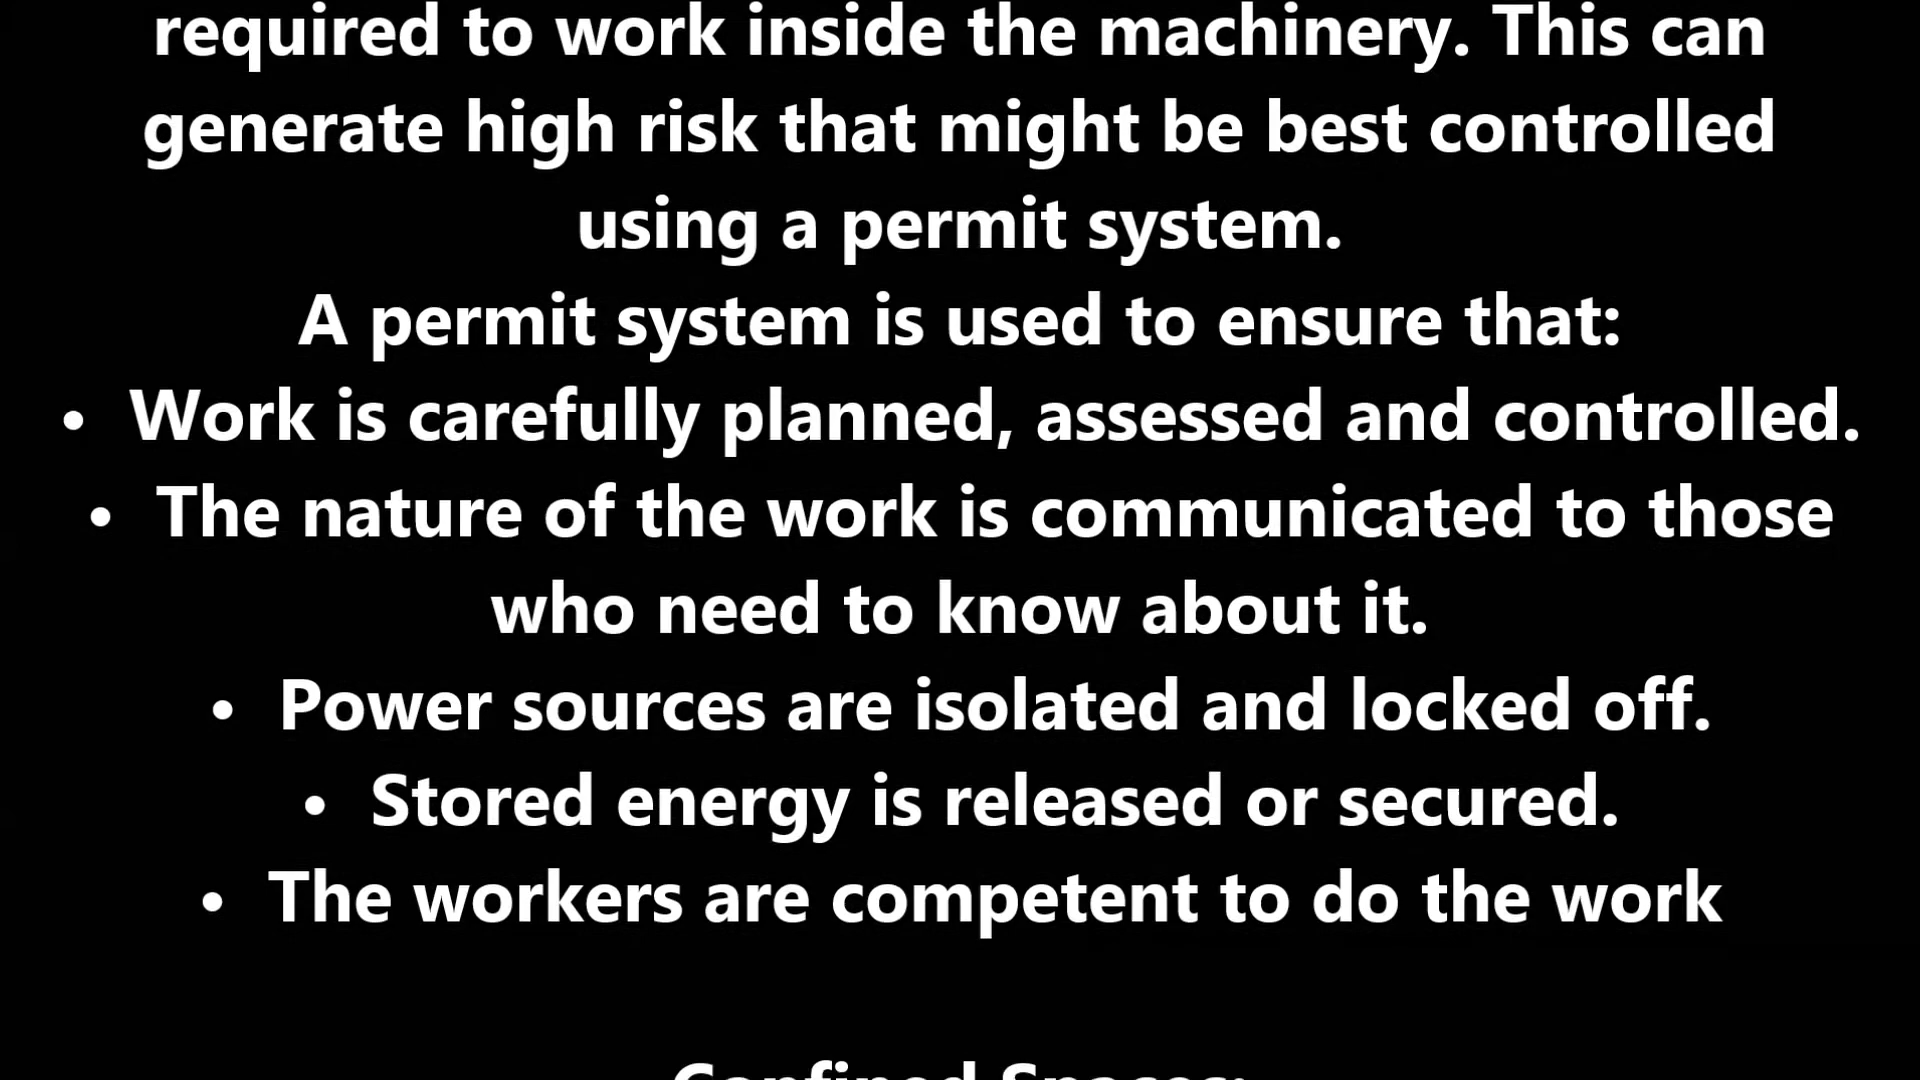 required to work inside the machinery. This can
generate high risk that might be best controlled
using a permit system.
A permit system is used to ensure that:
• Work is carefully planned, assessed and controlled.
• The nature of the work is communicated to those
who need to know about it.
• Power sources are isolated and locked off.
• Stored energy is released or secured.
• The workers are competent to do the work
Confined Spaces: